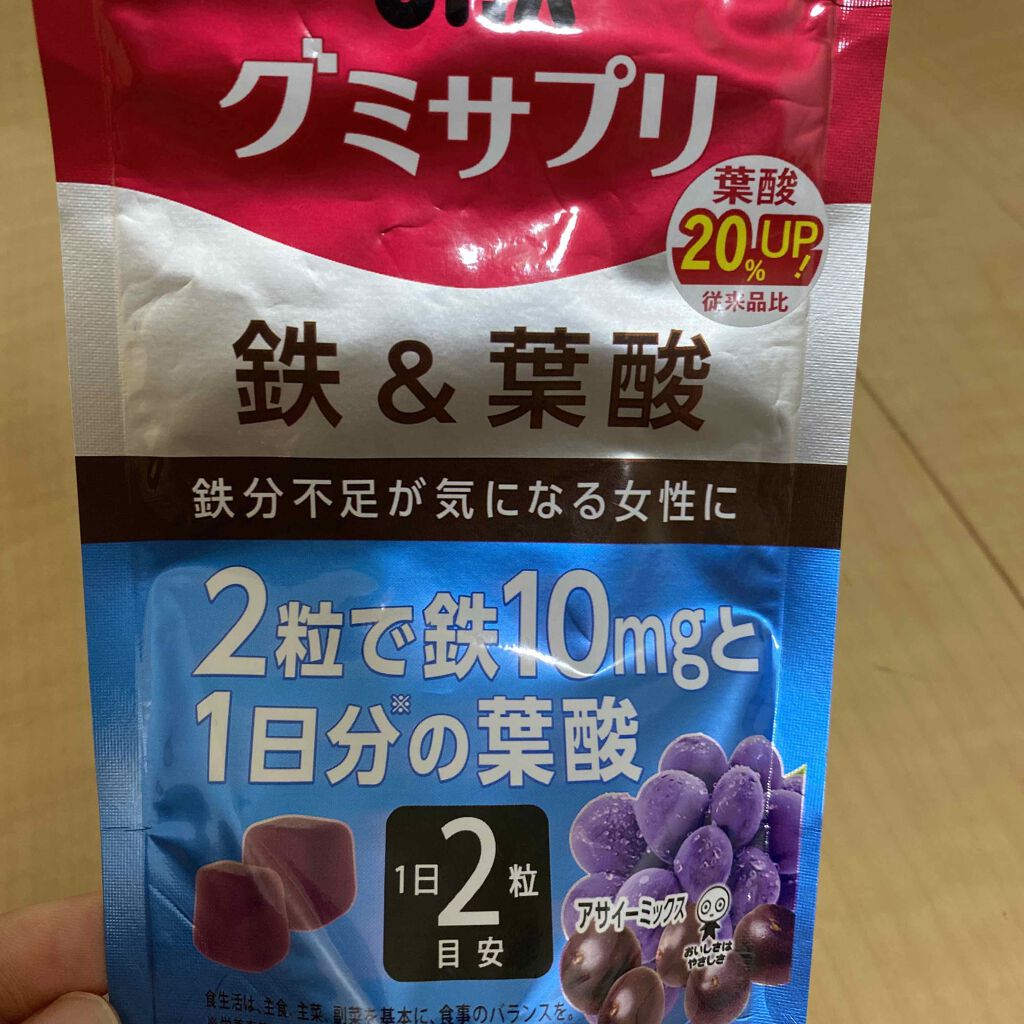 グミサプリ
葉酸
20%UP!
従来品比
鉄&葉酸
鉄分不足が気になる女性に
2粒で鉄10mgと
1日分※の葉酸
1日2粒
目安
アサイーミックス
おいしさは
やさしさ
食生活は、主食、主菜、副菜を基本に、食事のバランスを。